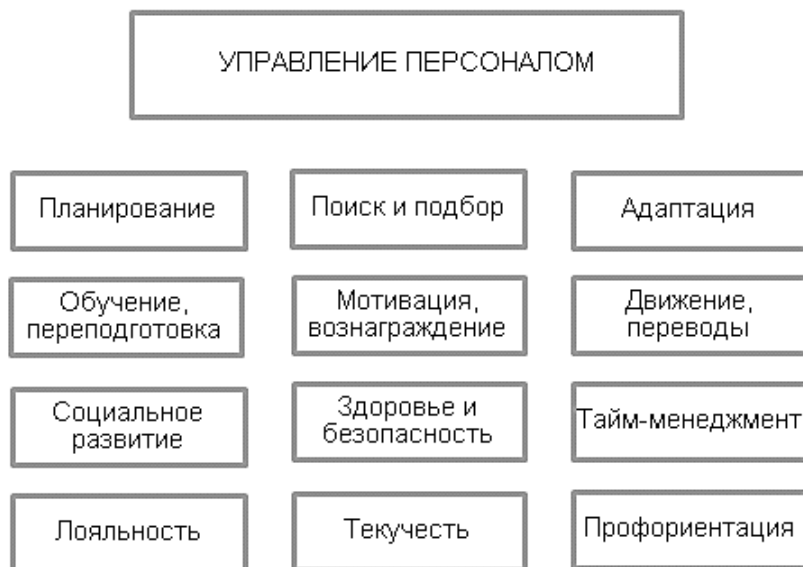 УПРАВЛЕНИЕ ПЕРСОНАЛОМ
Планирование
Поиск и подбор
Адаптация
Обучение,
переподготовка
Мотивация,
вознаграждение
Движение,
переводы
Социальное
развитие
Здоровье и
безопасность
Тайм-менеджмент
Лояльность
Текучесть
Профориентация